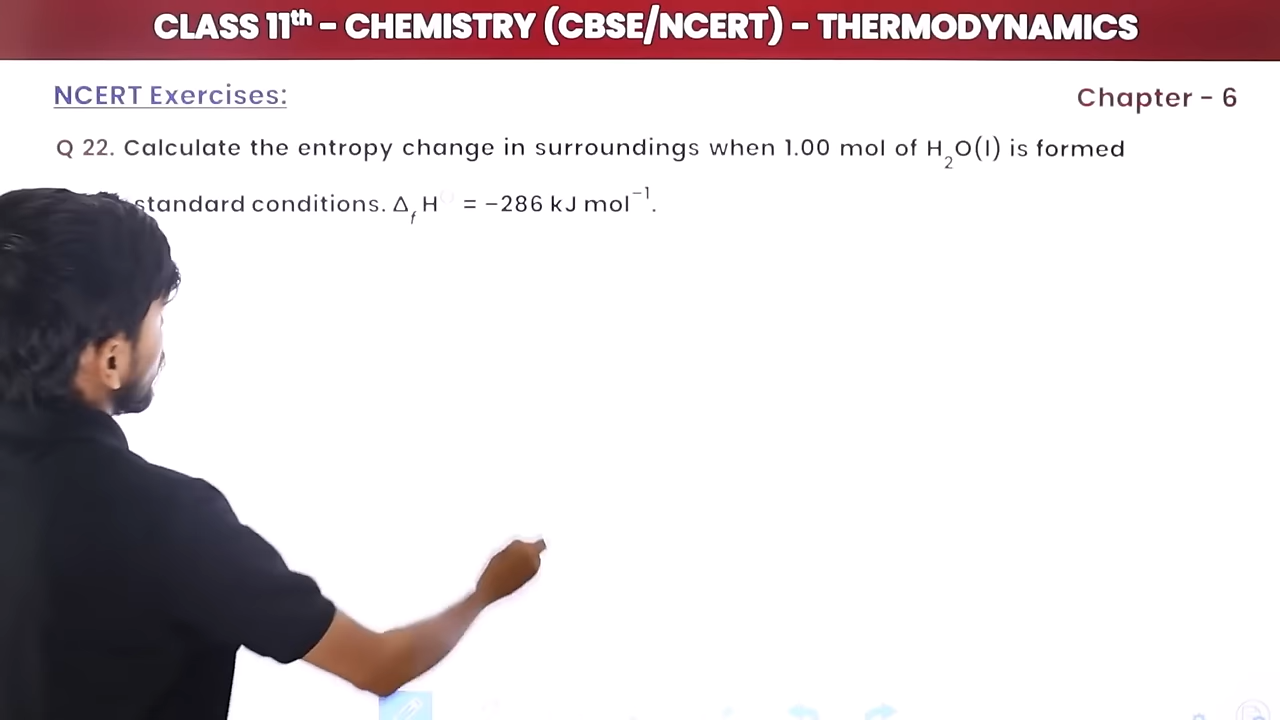 CLASS 11th – CHEMISTRY (CBSE/NCERT) – THERMODYNAMICS
NCERT Exercises:
Chapter – 6
Q 22. Calculate the entropy change in surroundings when 1.00 mol of H₂O(l) is formed
standard conditions. Δf H = –286 kJ mol⁻¹.